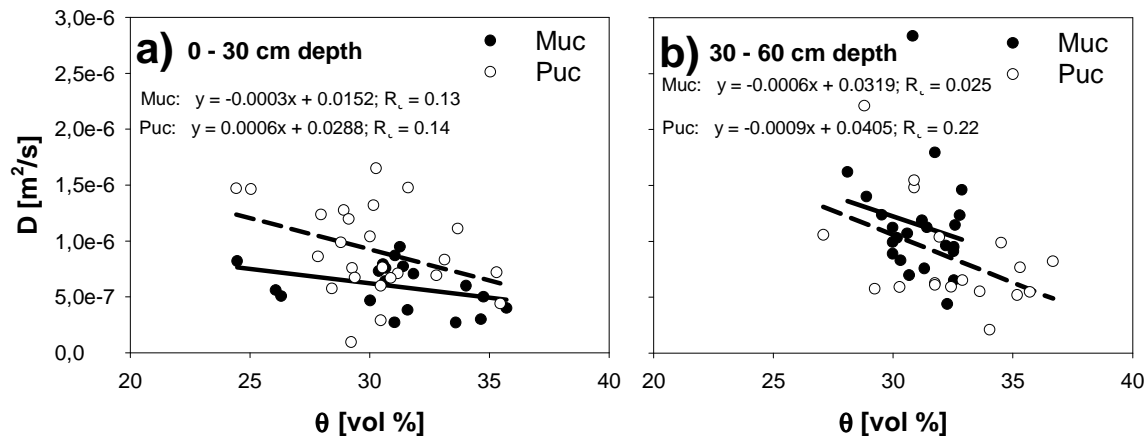 3,0e-6
2,5e-6
2,0e-6
1,5e-6
1,0e-6
5,0e-7
0,0
D [m²/s]
a) 0 - 30 cm depth
Muc
Puc
Muc: y = -0.0003x + 0.0152; R = 0.13
Puc: y = 0.0006x + 0.0288; R = 0.14
20 25 30 35 40
θ [vol %]
b) 30 - 60 cm depth
Muc
Puc
Muc: y = -0.0006x + 0.0319; R = 0.025
Puc: y = -0.0009x + 0.0405; R = 0.22
20 25 30 35 40
θ [vol %]